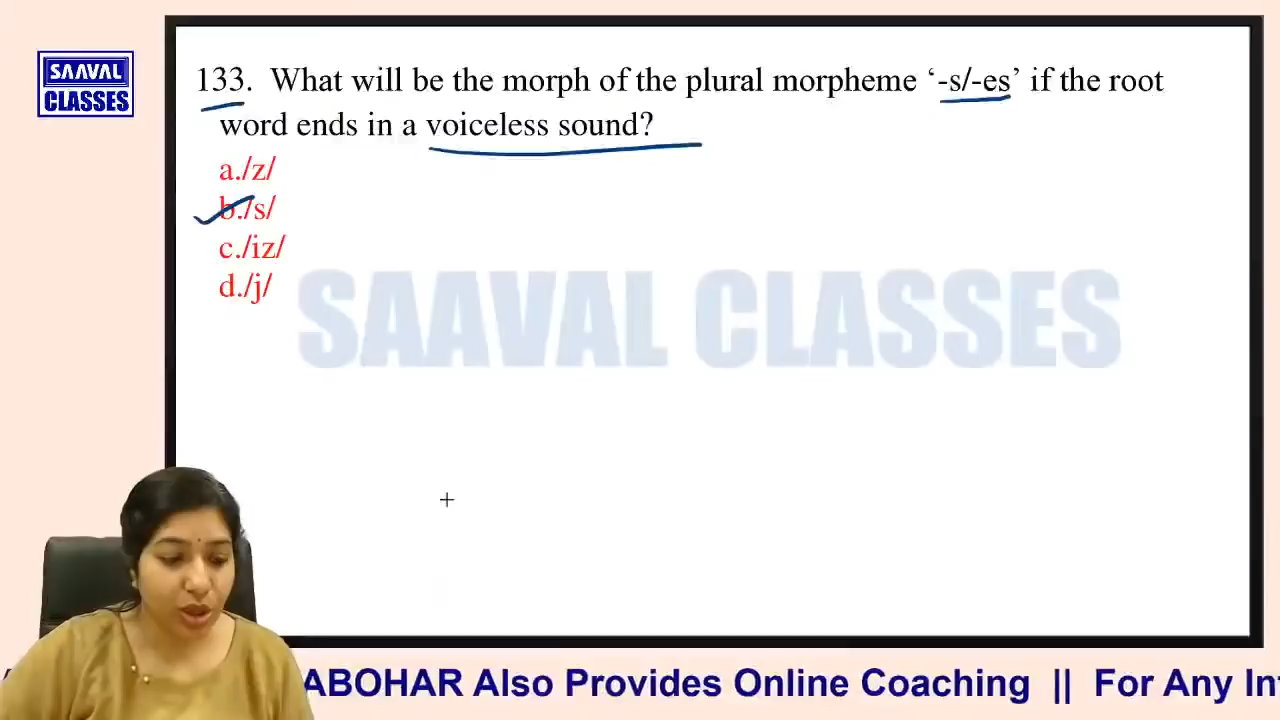 SAAVAL
CLASSES
133. What will be the morph of the plural morpheme ‘-s/-es’ if the root
word ends in a voiceless sound?
a./z/
b./s/
c./iz/
d./j/
SAAVAL CLASSES
ABOHAR Also Provides Online Coaching || For Any